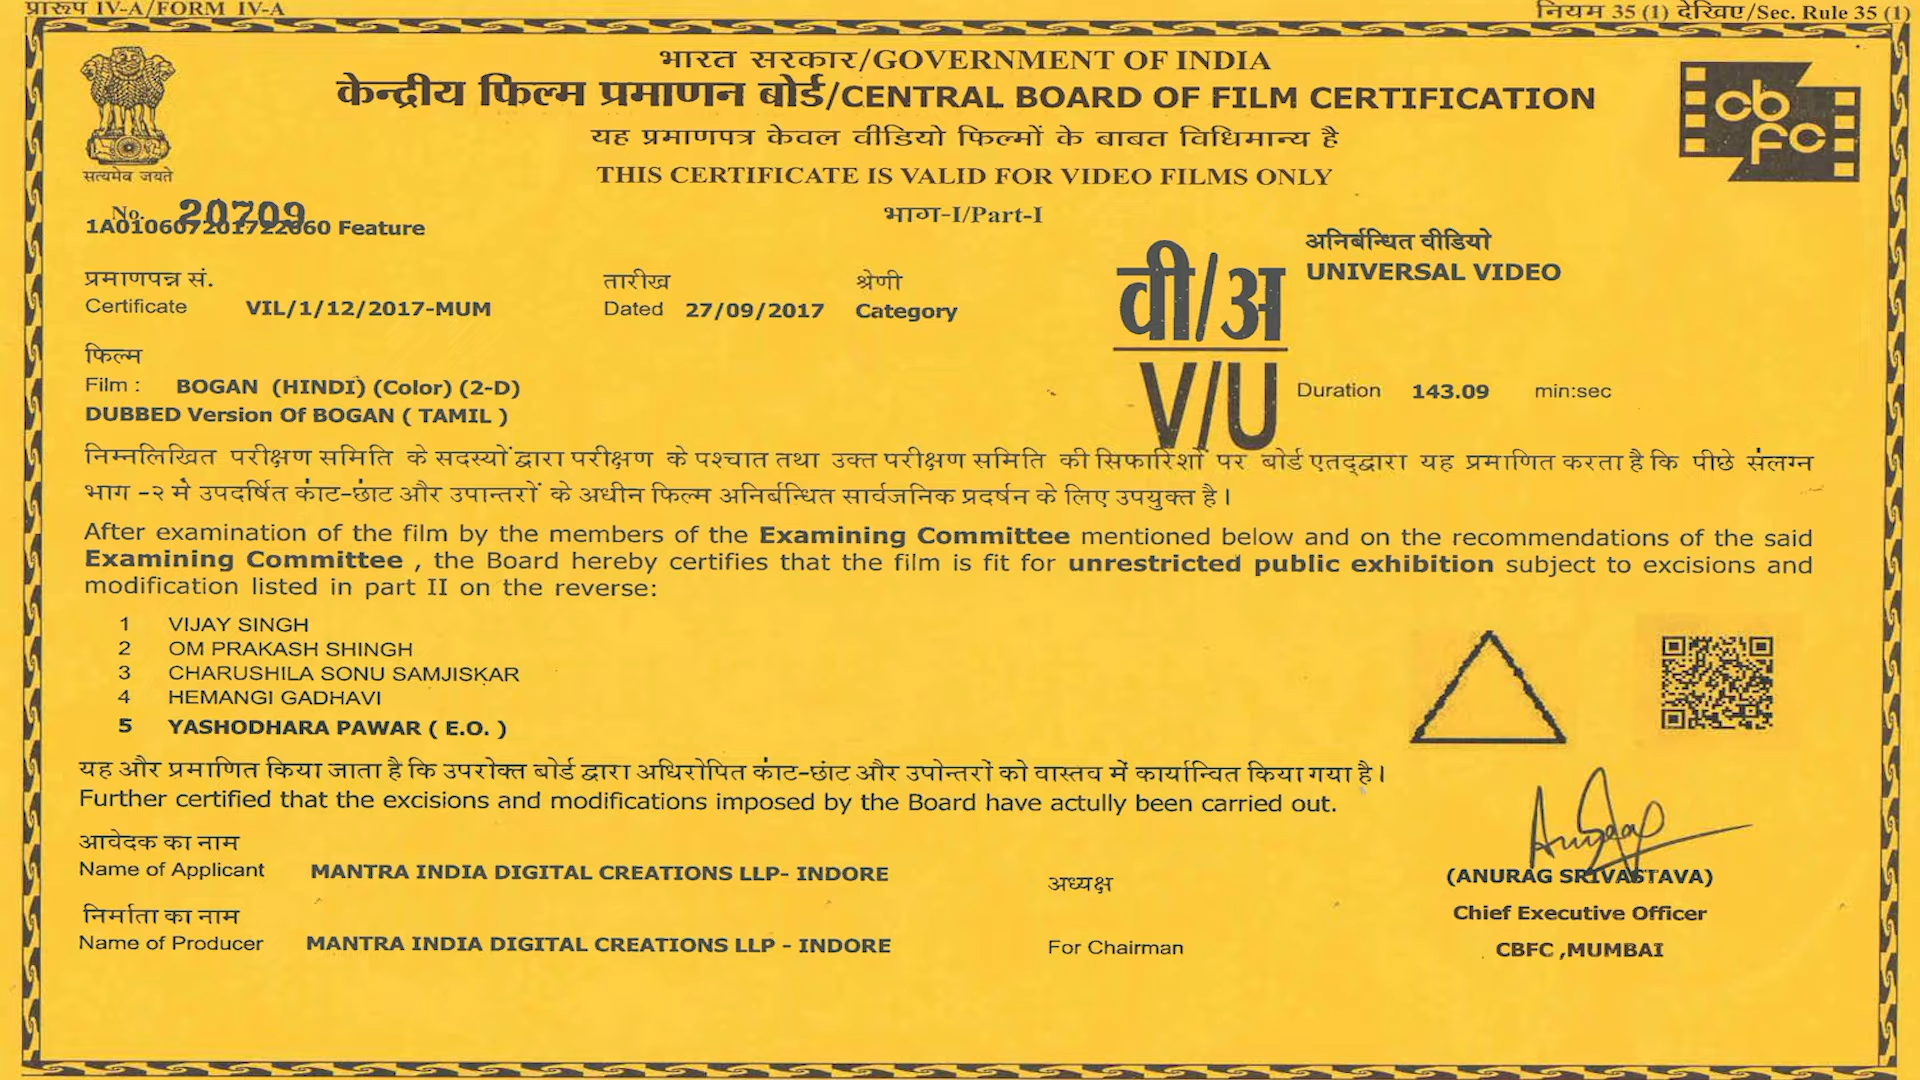 प्रारूप IV-A/FORM IV-A
नियम 35 (1) देखिए/Sec. Rule 35 (1)
भारत सरकार/GOVERNMENT OF INDIA
केन्द्रीय फिल्म प्रमाणन बोर्ड/CENTRAL BOARD OF FILM CERTIFICATION
cb
fc
यह प्रमाणपत्र केवल वीडियो फिल्मों के बाबत विधिमान्य है
सत्यमेव जयते
THIS CERTIFICATE IS VALID FOR VIDEO FILMS ONLY
No. 20709
भाग-I/Part-I
Feature
अनिर्बन्धित वीडियो
UNIVERSAL VIDEO
वी/अ
V/U
प्रमाणपत्र सं. तारीख श्रेणी
Certificate VIL/1/12/2017-MUM Dated 27/09/2017 Category
फिल्म
Film : BOGAN (HINDI) (Color) (2-D)
Duration 143.09 min:sec
DUBBED Version Of BOGAN ( TAMIL )
निम्नलिखित परीक्षण समिति के सदस्यों द्वारा परीक्षण के पश्चात तथा उक्त परीक्षण समिति की सिफारिशों पर बोर्ड एतद्द्वारा यह प्रमाणित करता है कि पीछे संलग्न
भाग -२ में उपदर्षित काट-छांट और उपान्तरों के अधीन फिल्म अनिर्बन्धित सार्वजनिक प्रदर्षन के लिए उपयुक्त है।
After examination of the film by the members of the Examining Committee mentioned below and on the recommendations of the said
Examining Committee , the Board hereby certifies that the film is fit for unrestricted public exhibition subject to excisions and
modification listed in part II on the reverse:
1 VIJAY SINGH
2 OM PRAKASH SHINGH
3 CHARUSHILA SONU SAMJISKAR
4 HEMANGI GADHAVI
5 YASHODHARA PAWAR ( E.O. )
यह और प्रमाणित किया जाता है कि उपरोक्त बोर्ड द्वारा अधिरोपित काट-छांट और उपोन्तरों को वास्तव में कार्यान्वित किया गया है।
Further certified that the excisions and modifications imposed by the Board have actully been carried out.
आवेदक का नाम
Name of Applicant MANTRA INDIA DIGITAL CREATIONS LLP- INDORE
अध्यक्ष
(ANURAG SRIVASTAVA)
निर्माता का नाम
Chief Executive Officer
Name of Producer MANTRA INDIA DIGITAL CREATIONS LLP - INDORE
For Chairman
CBFC ,MUMBAI